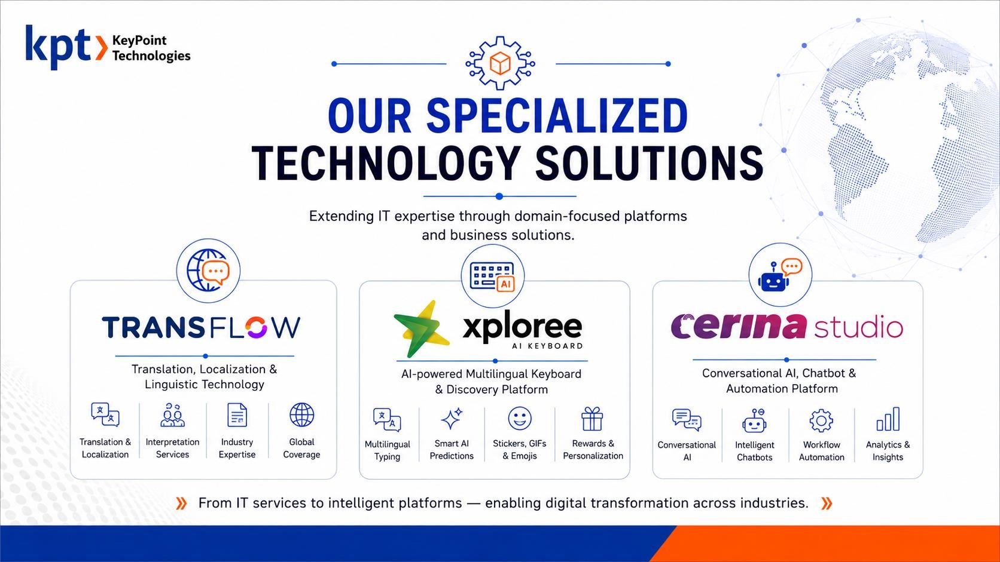 kpt
KeyPoint
Technologies
OUR SPECIALIZED
TECHNOLOGY SOLUTIONS
Extending IT expertise through domain-focused platforms
and business solutions.
AI
TRANSFLOW
Translation, Localization &
Linguistic Technology
文
文
Translation &
Localization
Interpretation
Services
Industry
Expertise
Global
Coverage
xploree
AI KEYBOARD
AI-powered Multilingual Keyboard
& Discovery Platform
文
A
Multilingual
Typing
Smart AI
Predictions
Stickers, GIFs
& Emojis
Rewards &
Personalization
cerina studio
Conversational AI, Chatbot &
Automation Platform
Conversational
AI
Intelligent
Chatbots
Workflow
Automation
Analytics &
Insights
From IT services to intelligent platforms — enabling digital transformation across industries.